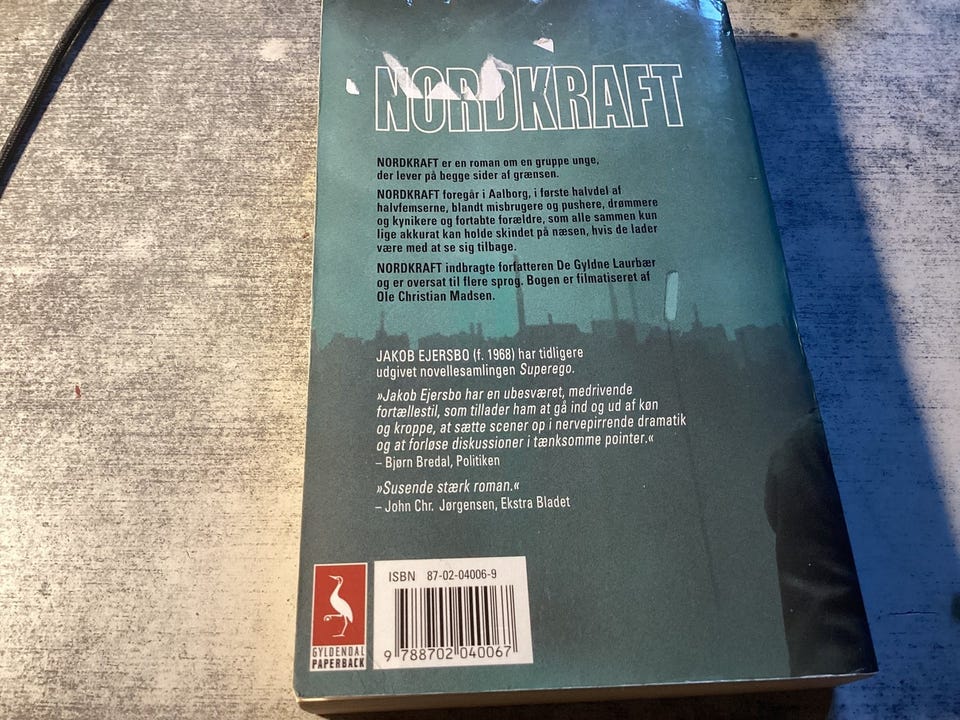 NORDKRAFT
NORDKRAFT er en roman om en gruppe unge,
der lever på begge sider af grænsen.
NORDKRAFT foregår i Aalborg, i første halvdel af
halvfemserne, blandt misbrugere og pushere, drømmere
og kynikere og fortabte forældre, som alle sammen kun
lige akkurat kan holde skindet på næsen, hvis de lader
være med at se sig tilbage.
NORDKRAFT indbragte forfatteren De Gyldne Laurbær
og er oversat til flere sprog. Bogen er filmatiseret af
Ole Christian Madsen.
JAKOB EJERSBO (f. 1968) har tidligere
udgivet novellesamlingen Superego.
»Jakob Ejersbo har en ubesværet, medrivende
fortællestil, som tillader ham at gå ind og ud af køn
og kroppe, at sætte scener op i nervepirrende dramatik
og at forløse diskussioner i tænksomme pointer.«
– Bjørn Bredal, Politiken
»Susende stærk roman.«
– John Chr. Jørgensen, Ekstra Bladet
ISBN 87-02-04006-9
9 788702 040067
GYLDENDAL
PAPERBACK